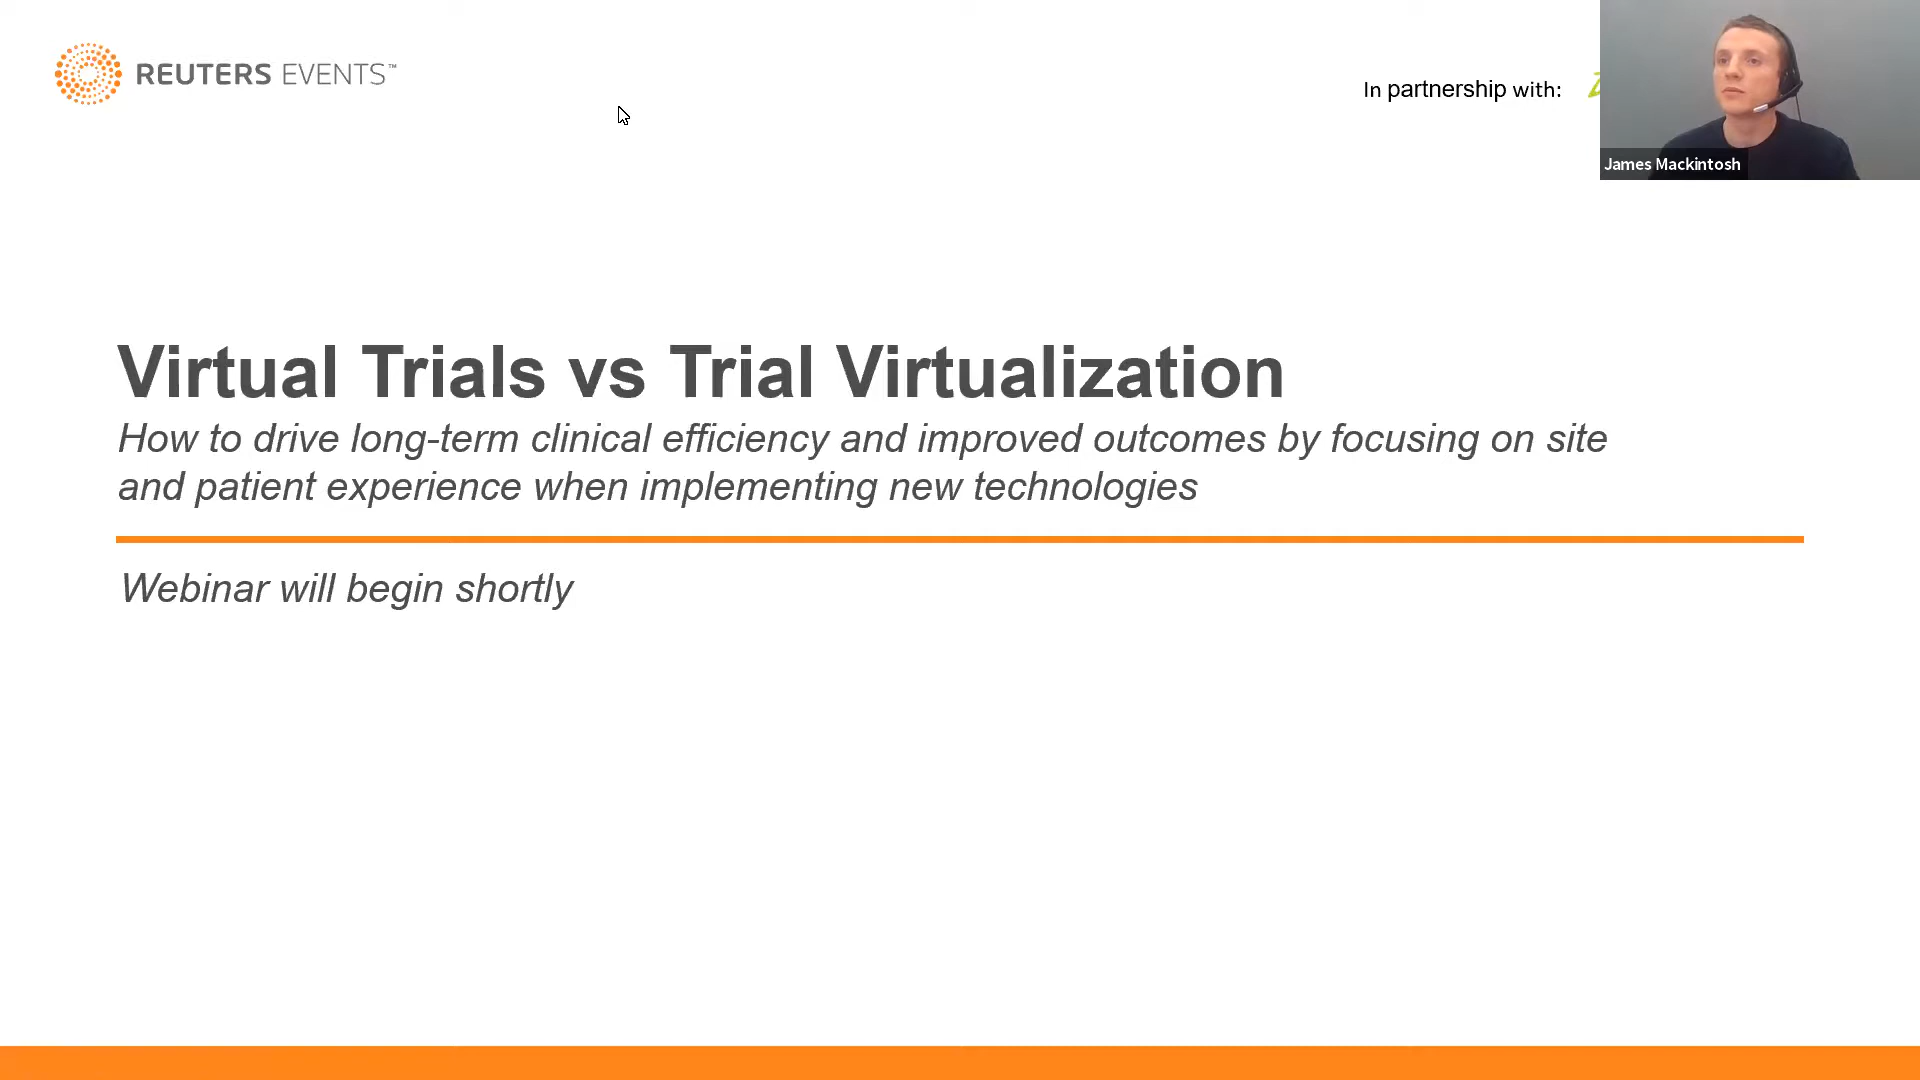 REUTERS EVENTS™
In partnership with:
James Mackintosh
Virtual Trials vs Trial Virtualization
How to drive long-term clinical efficiency and improved outcomes by focusing on site
and patient experience when implementing new technologies
Webinar will begin shortly